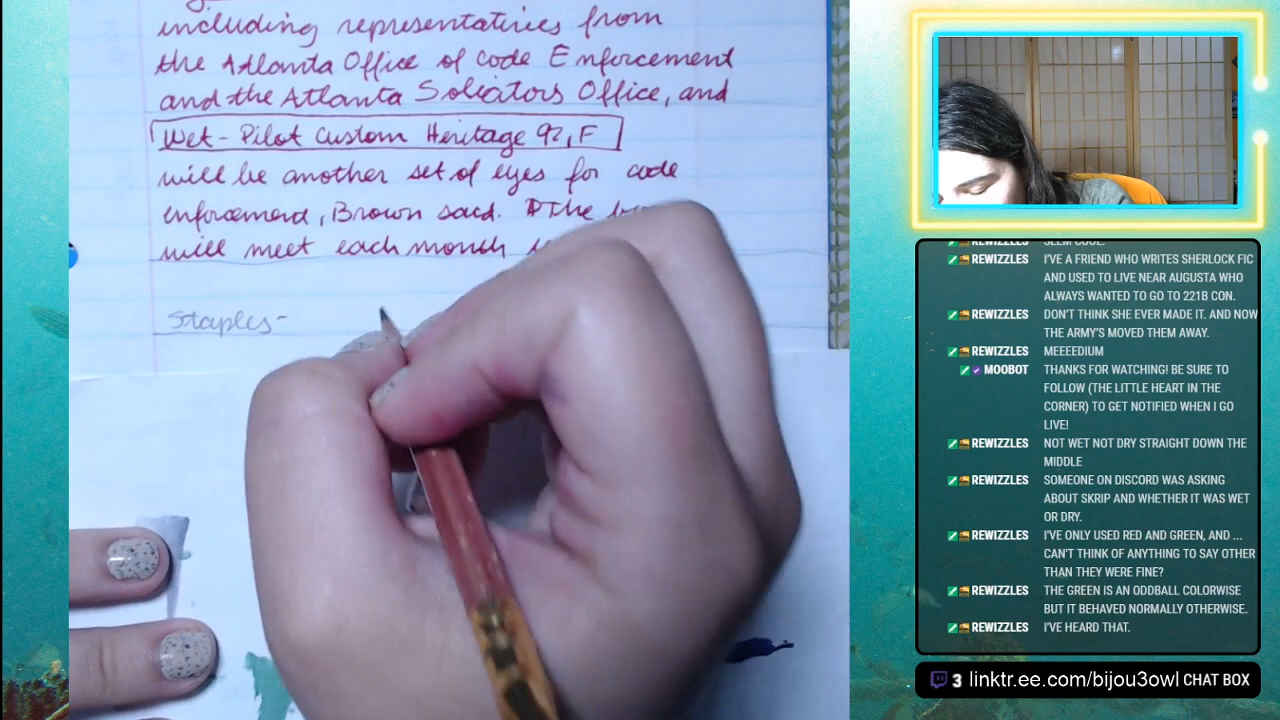 including representatives from
the Atlanta Office of code Enforcement
and the Atlanta Solicitors Office, and
Wet- Pilot Custom Heritage 92, F
will be another set of eyes for code
enforcement, Brown said. The
will meet each month
Staples-
SEEM COOL.
REWIZZLES I'VE A FRIEND WHO WRITES SHERLOCK FIC
AND USED TO LIVE NEAR AUGUSTA WHO
ALWAYS WANTED TO GO TO 221B CON.
REWIZZLES DON'T THINK SHE EVER MADE IT. AND NOW
THE ARMY'S MOVED THEM AWAY.
REWIZZLES MEEEEDIUM
MOOBOT THANKS FOR WATCHING! BE SURE TO
FOLLOW (THE LITTLE HEART IN THE
CORNER) TO GET NOTIFIED WHEN I GO
LIVE!
REWIZZLES NOT WET NOT DRY STRAIGHT DOWN THE
MIDDLE
REWIZZLES SOMEONE ON DISCORD WAS ASKING
ABOUT SKRIP AND WHETHER IT WAS WET
OR DRY.
REWIZZLES I'VE ONLY USED RED AND GREEN, AND ...
CAN'T THINK OF ANYTHING TO SAY OTHER
THAN THEY WERE FINE?
REWIZZLES THE GREEN IS AN ODDBALL COLORWISE
BUT IT BEHAVED NORMALLY OTHERWISE.
REWIZZLES I'VE HEARD THAT.
3 linktr.ee.com/bijou3owl CHAT BOX